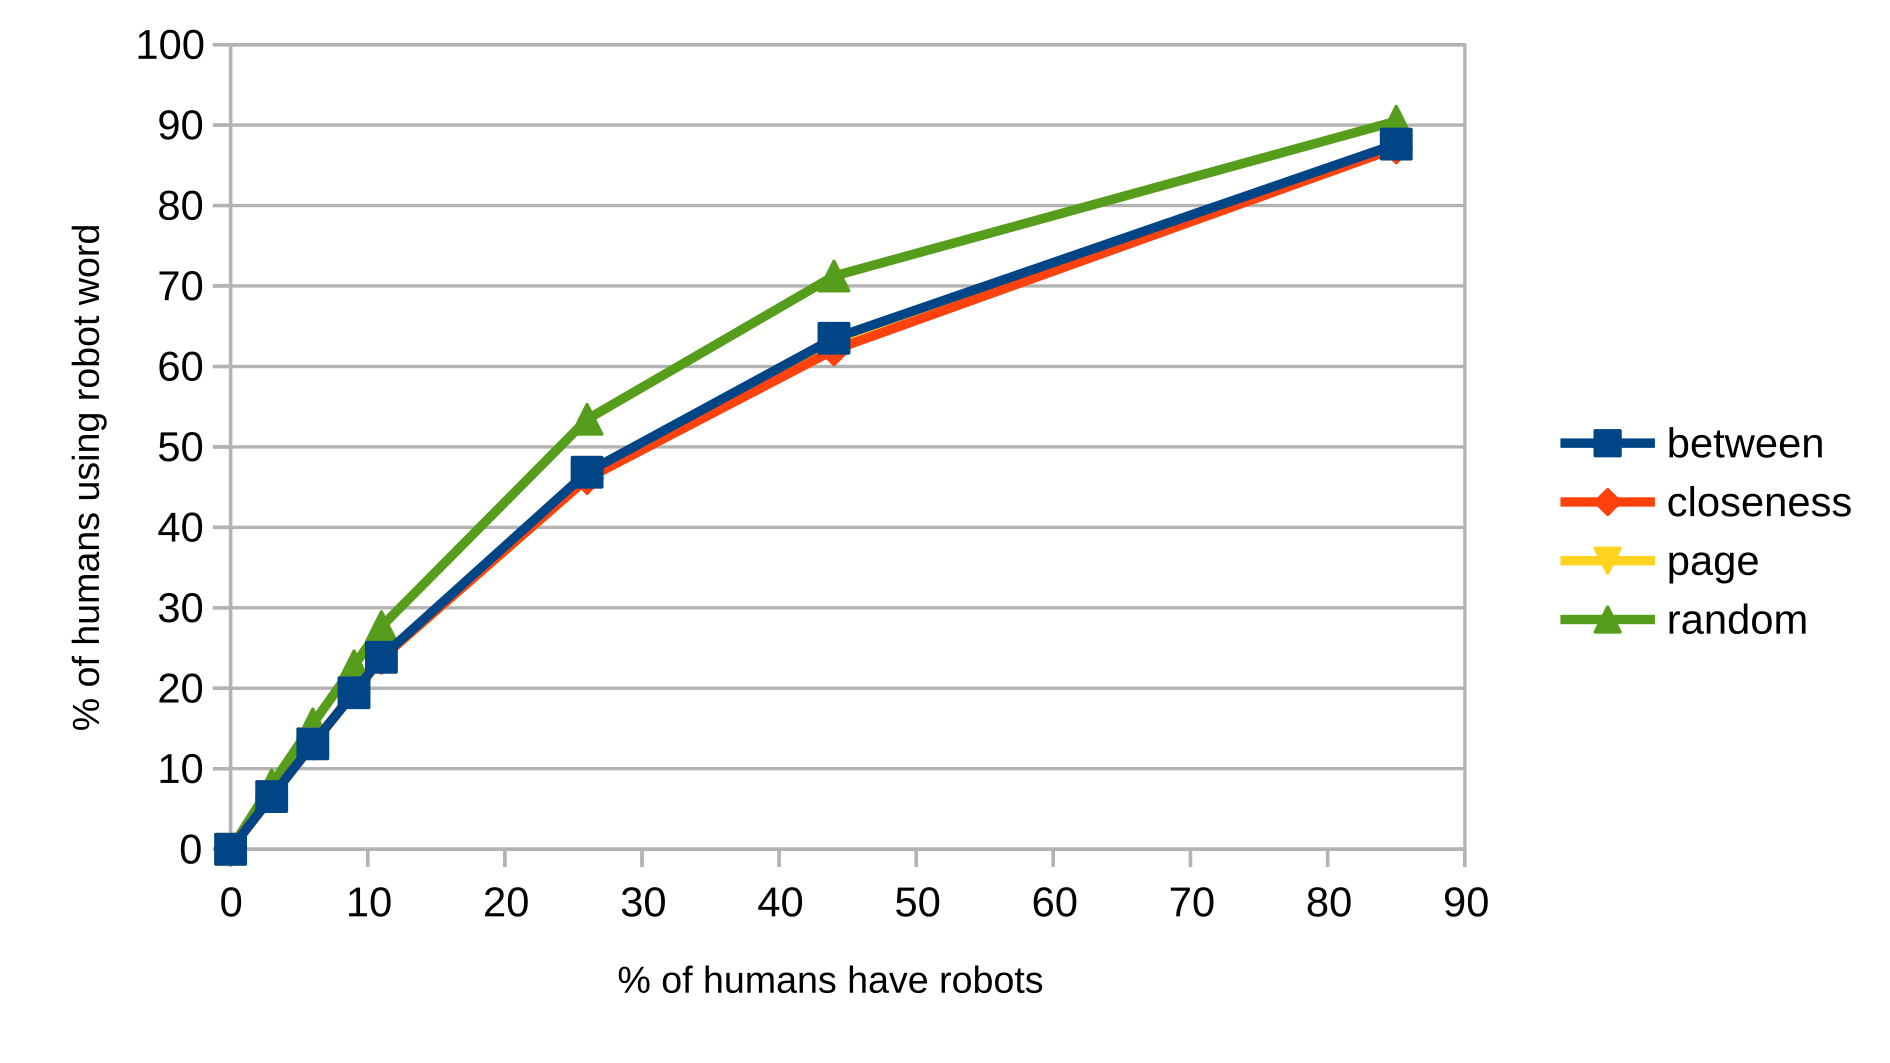 100
90
80
70
60
50
40
30
20
10
0
0 10 20 30 40 50 60 70 80 90
% of humans using robot word
% of humans have robots
between
closeness
page
random